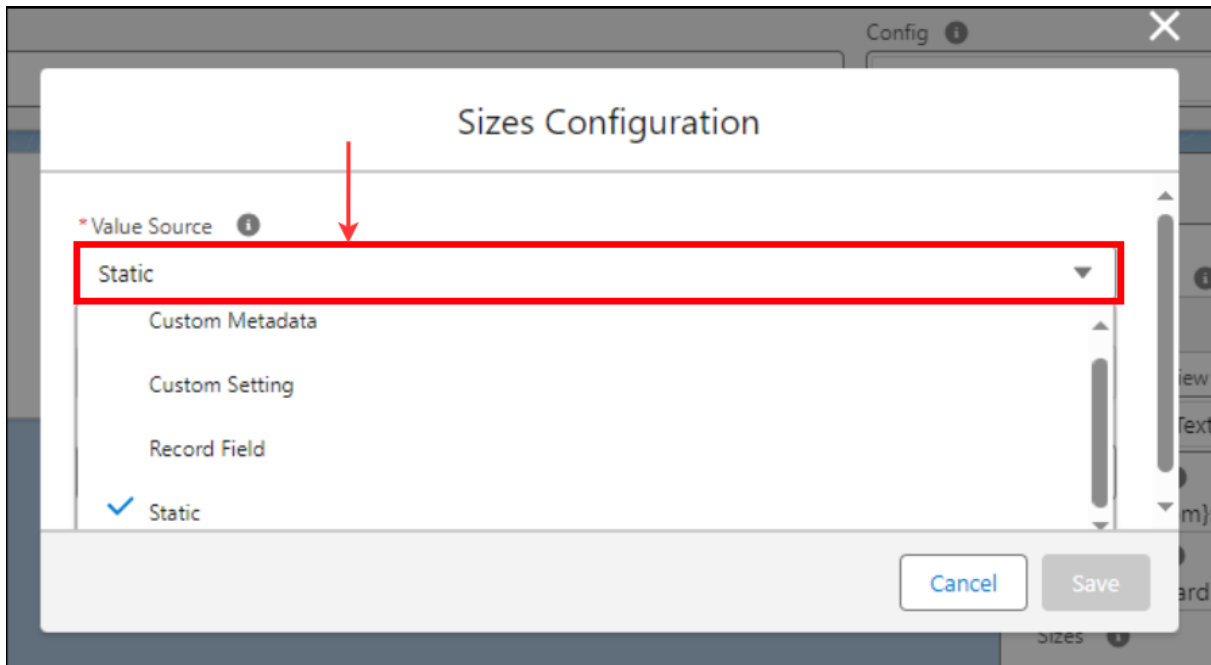 Config
Sizes Configuration
* Value Source
Static
Custom Metadata
Custom Setting
Record Field
Static
Cancel
Save
Sizes